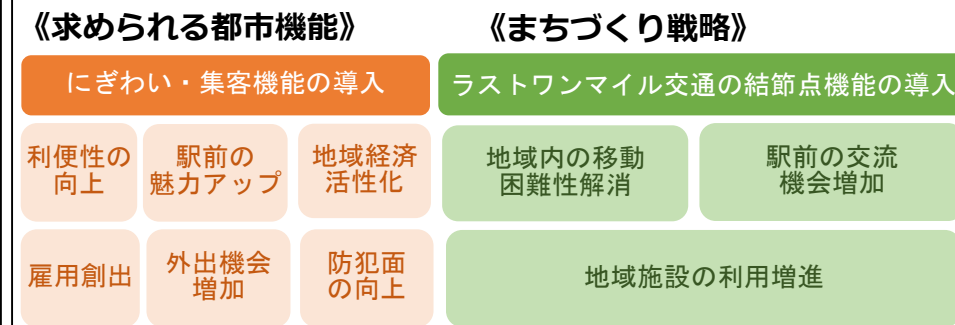 《求められる都市機能》
《まちづくり戦略》
にぎわい・集客機能の導入
ラストワンマイル交通の結節点機能の導入
利便性の
向上
駅前の
魅力アップ
地域経済
活性化
地域内の移動
困難性解消
駅前の交流
機会増加
雇用創出
外出機会
増加
防犯面
の向上
地域施設の利用増進